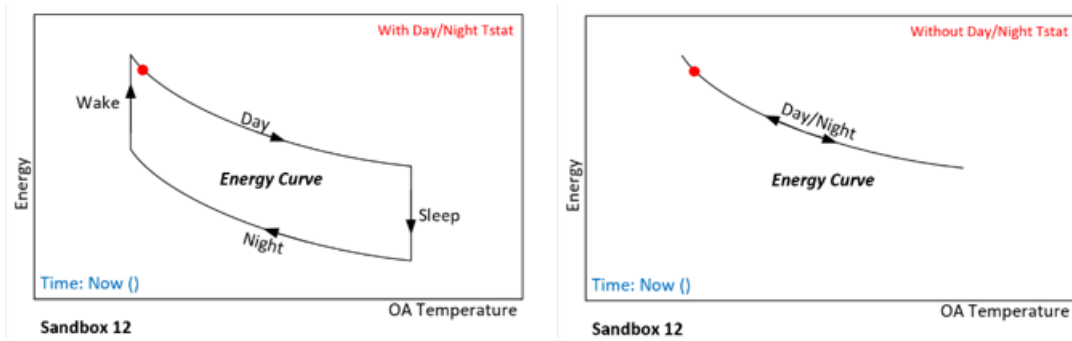 With Day/Night Tstat
Wake
Day
Energy
Energy Curve
Sleep
Night
Time: Now ()
OA Temperature
Sandbox 12
Without Day/Night Tstat
Day/Night
Energy
Energy Curve
Time: Now ()
OA Temperature
Sandbox 12